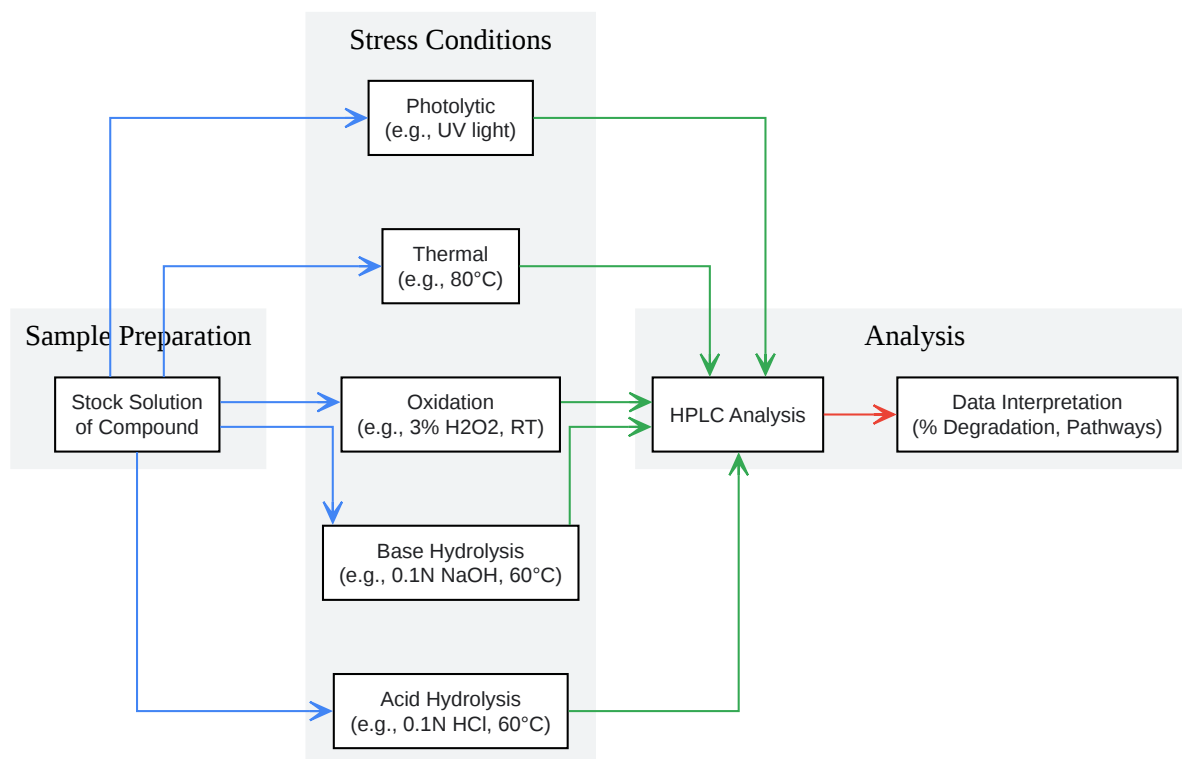 Stress Conditions
Photolytic
(e.g., UV light)
Thermal
(e.g., 80°C)
Sample Preparation
Analysis
Stock Solution
of Compound
Oxidation
(e.g., 3% H2O2, RT)
HPLC Analysis
Data Interpretation
(% Degradation, Pathways)
Base Hydrolysis
(e.g., 0.1N NaOH, 60°C)
Acid Hydrolysis
(e.g., 0.1N HCl, 60°C)